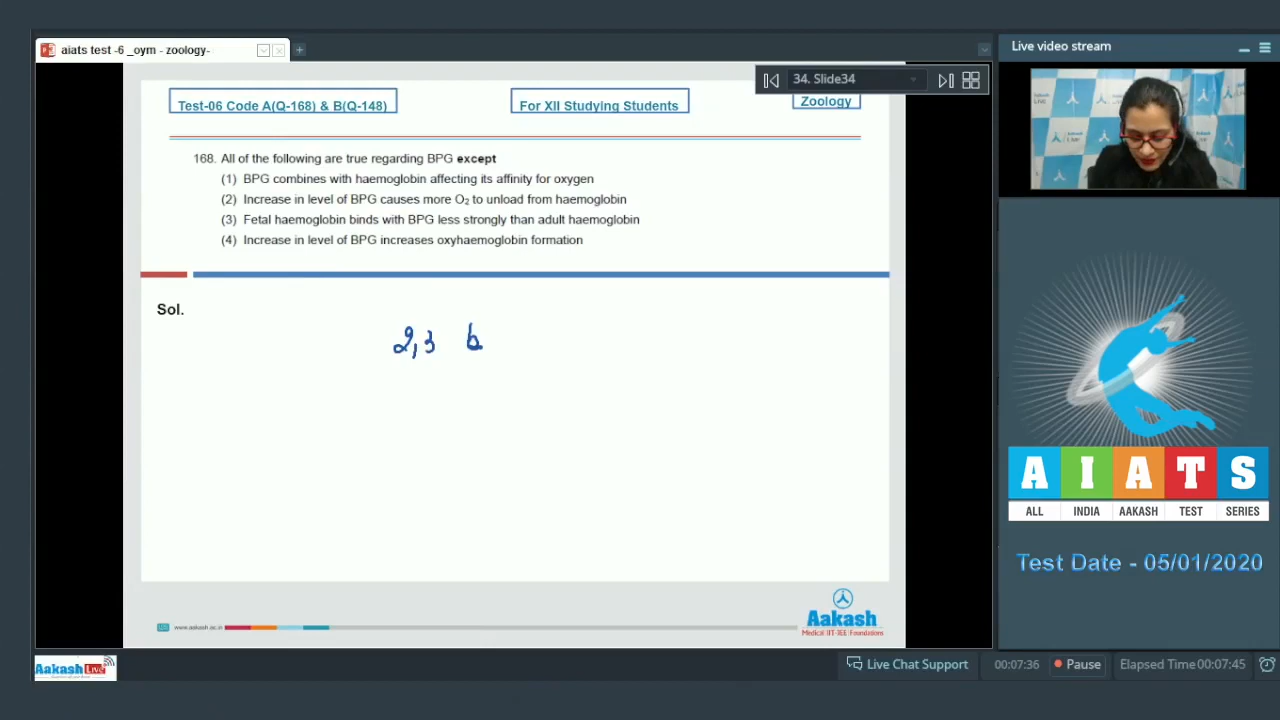 aiats test -6 _oym - zoology-
Live video stream
34. Slide34
Test-06 Code A(Q-168) & B(Q-148)
For XII Studying Students
Zoology
168. All of the following are true regarding BPG except
(1) BPG combines with haemoglobin affecting its affinity for oxygen
(2) Increase in level of BPG causes more O₂ to unload from haemoglobin
(3) Fetal haemoglobin binds with BPG less strongly than adult haemoglobin
(4) Increase in level of BPG increases oxyhaemoglobin formation
Sol.
2,3 b
A I A T S
ALL INDIA AAKASH TEST SERIES
Test Date - 05/01/2020
www.aakash.ac.in
Aakash
Medical | IIT-JEE | Foundations
Aakash Live
Live Chat Support
00:07:36
Pause
Elapsed Time 00:07:45